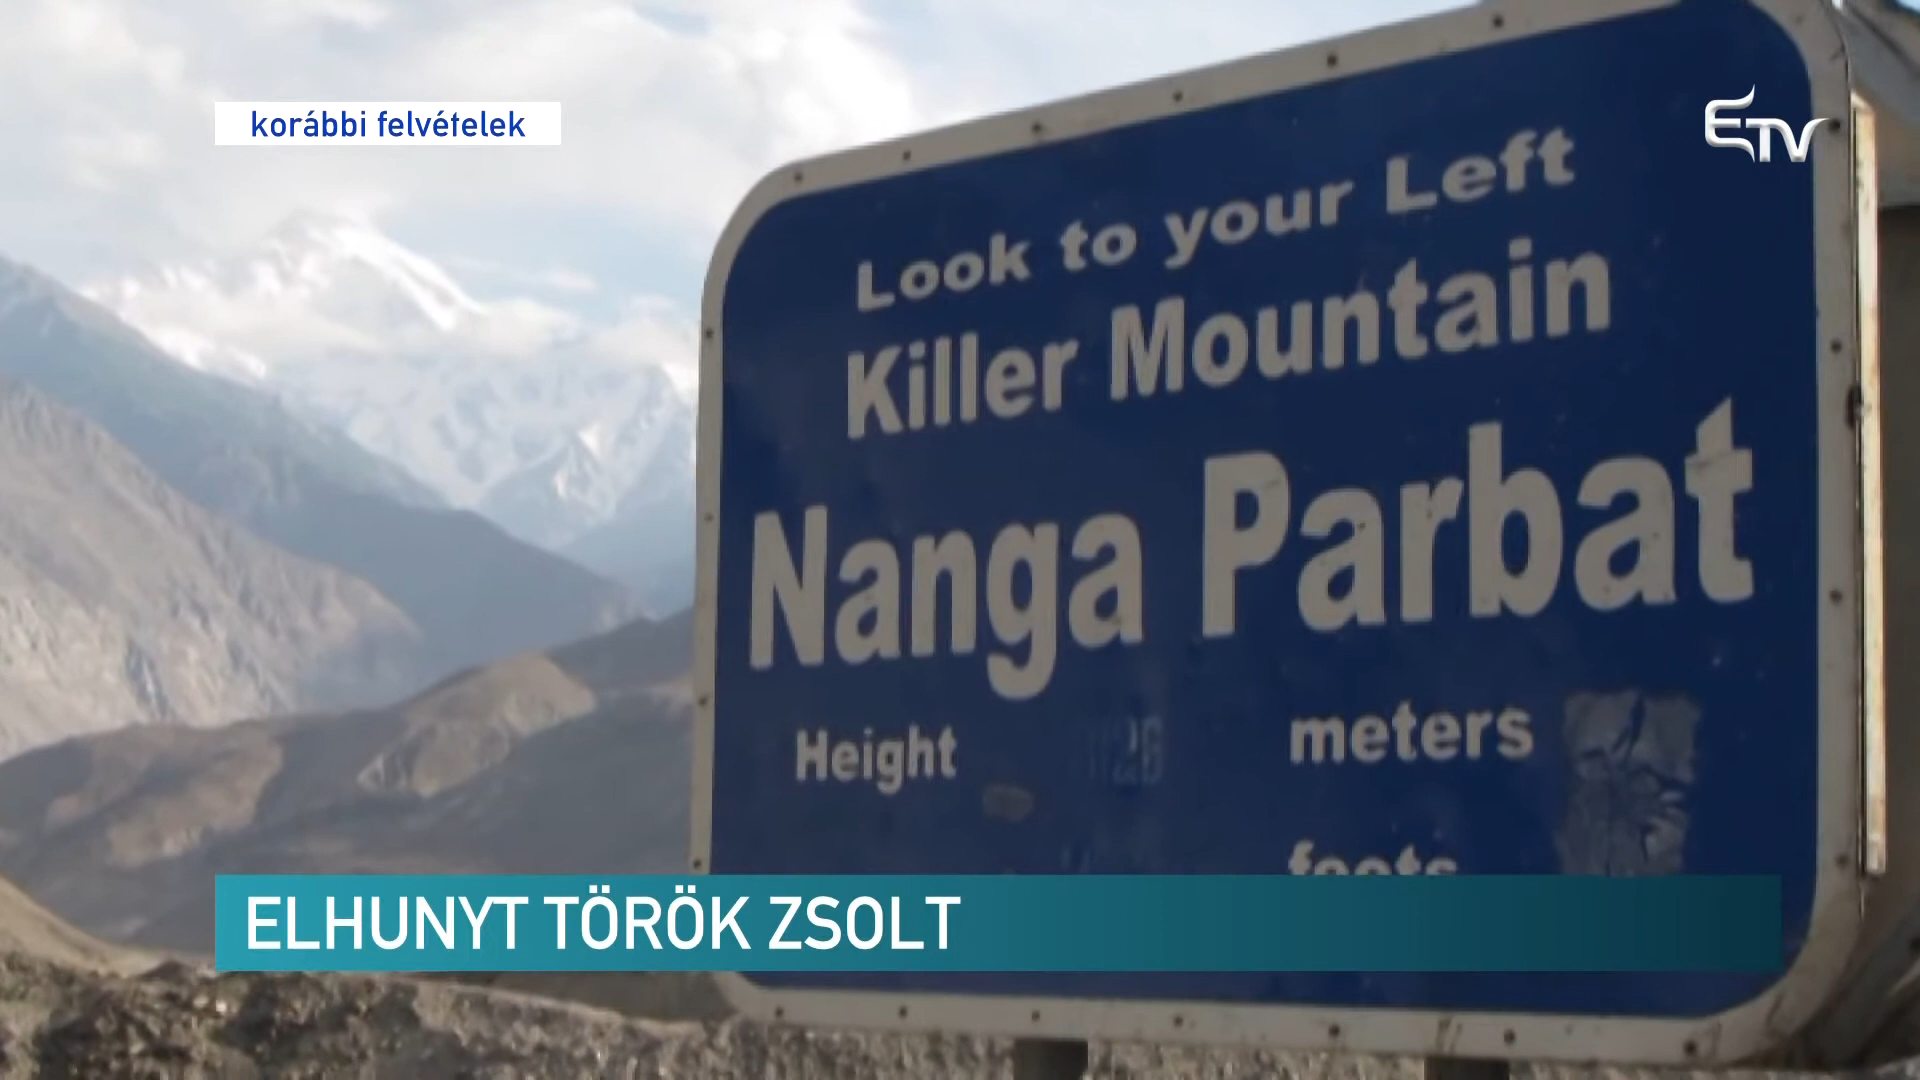 korábbi felvételek
ETV
Look to your Left
Killer Mountain
Nanga Parbat
Height meters
ELHUNYT TÖRÖK ZSOLT